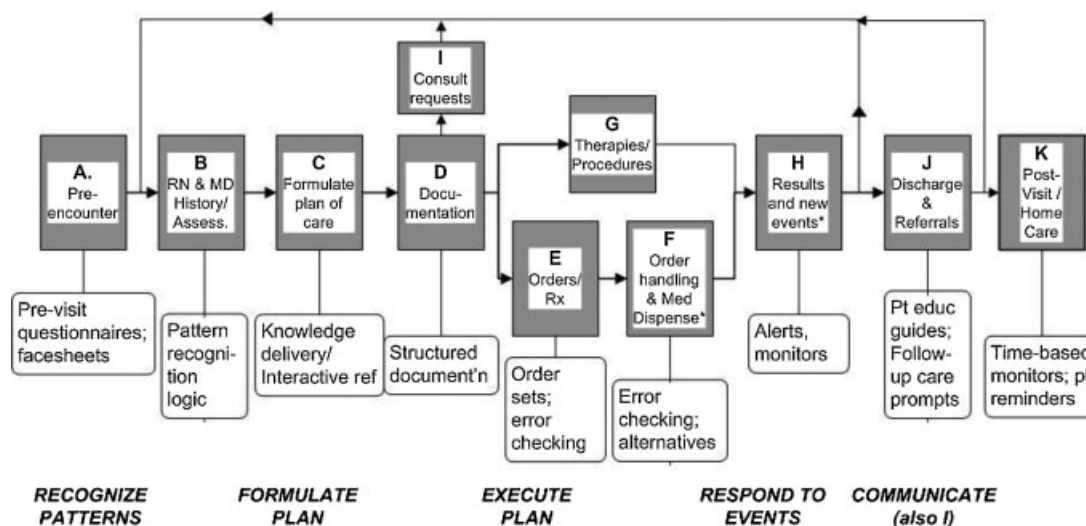 I
Consult
requests
G
Therapies/
Procedures
A.
Pre-
encounter
B
RN & MD
History/
Assess.
C
Formulate
plan of
care
D
Docu-
mentation
H
Results
and new
events*
J
Discharge
&
Referrals
K
Post-
Visit /
Home
Care
E
Orders/
Rx
F
Order
handling
& Med
Dispense*
Pre-visit
questionnaires;
facesheets
Pattern
recogni-
tion
logic
Knowledge
delivery/
Interactive ref
Structured
document'n
Order
sets;
error
checking
Error
checking;
alternatives
Alerts,
monitors
Pt educ
guides;
Follow-
up care
prompts
Time-based
monitors; pt
reminders
RECOGNIZE
PATTERNS
FORMULATE
PLAN
EXECUTE
PLAN
RESPOND TO
EVENTS
COMMUNICATE
(also I)